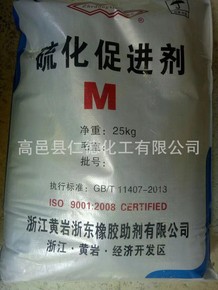 硫化促进剂
M
净重：25kg
批号：
高邑县仁 化工有限公司
执行标准：GB/T 11407-2013
ISO 9001:2008 CERTIFIED
浙江黄岩浙东橡胶助剂有限公司
浙江·黄岩·经济开发区